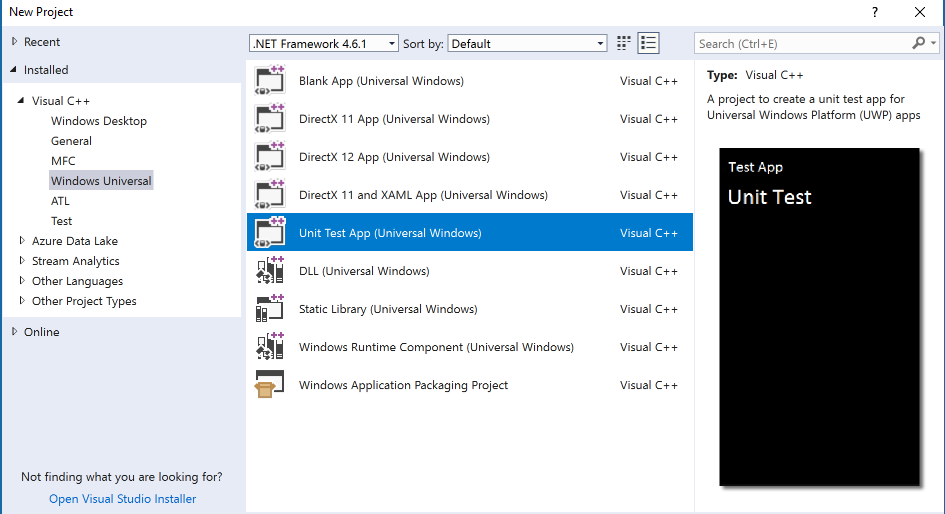 New Project
?
Recent
Installed
Visual C++
Windows Desktop
General
MFC
Windows Universal
ATL
Test
Azure Data Lake
Stream Analytics
Other Languages
Other Project Types
Online
Not finding what you are looking for?
Open Visual Studio Installer
.NET Framework 4.6.1 Sort by: Default
Blank App (Universal Windows) Visual C++
DirectX 11 App (Universal Windows) Visual C++
DirectX 12 App (Universal Windows) Visual C++
DirectX 11 and XAML App (Universal Windows) Visual C++
Unit Test App (Universal Windows) Visual C++
DLL (Universal Windows) Visual C++
Static Library (Universal Windows) Visual C++
Windows Runtime Component (Universal Windows) Visual C++
Windows Application Packaging Project Visual C++
Search (Ctrl+E)
Type: Visual C++
A project to create a unit test app for
Universal Windows Platform (UWP) apps
Test App
Unit Test